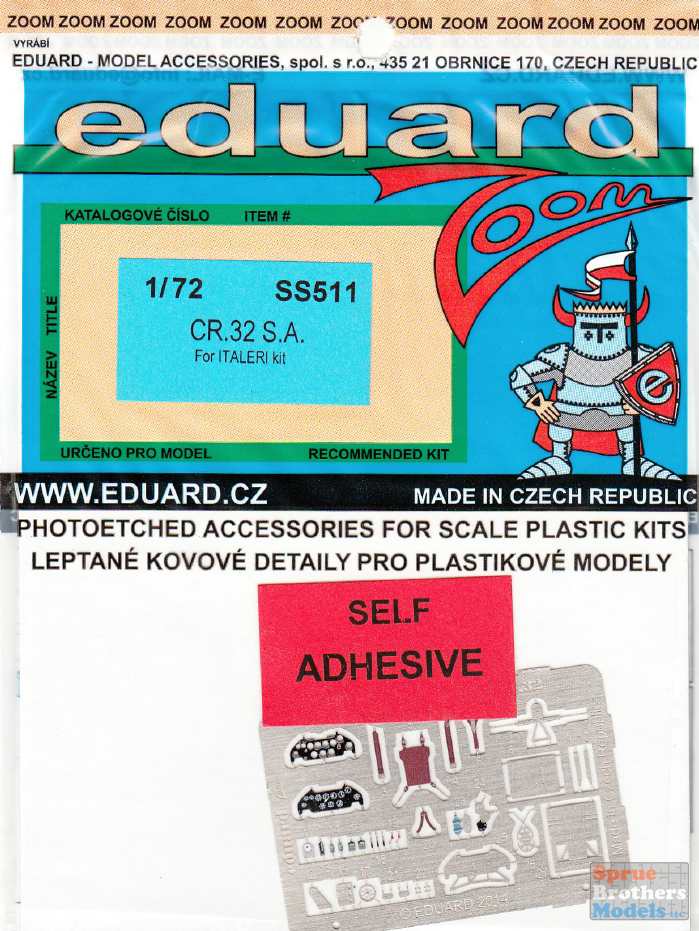 ZOOM ZOOM ZOOM ZOOM ZOOM ZOOM ZOOM ZOOM ZOOM ZOOM ZOOM ZOOM
VYRÁBÍ
EDUARD - MODEL ACCESSORIES, spol. s r.o., 435 21 OBRNICE 170, CZECH REPUBLIC
eduard
Zoom
KATALOGOVÉ ČÍSLO ITEM #
1/72 SS511
CR.32 S.A.
For ITALERI kit
NÁZEV TITLE
e
URČENO PRO MODEL RECOMMENDED KIT
WWW.EDUARD.CZ MADE IN CZECH REPUBLIC
PHOTOETCHED ACCESSORIES FOR SCALE PLASTIC KITS
LEPTANÉ KOVOVÉ DETAILY PRO PLASTIKOVÉ MODELY
SELF
ADHESIVE
© EDUARD 2014
Sprue
Brothers
Models LLC